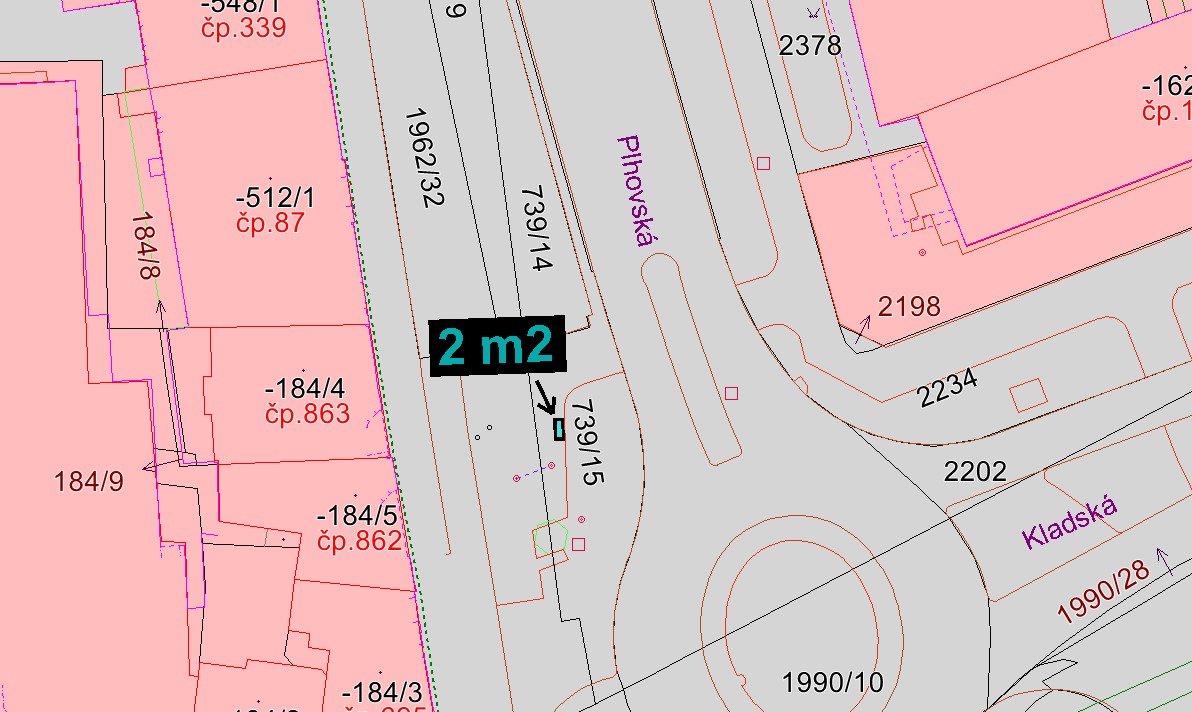 -548/1
čp.339
9
2378
-162
čp.1
1962/32
Plhovská
-512/1
čp.87
739/14
184/8
2198
2 m2
-184/4
čp.863
2234
739/15
184/9
2202
-184/5
čp.862
Kladská
1990/28
-184/3
1990/10